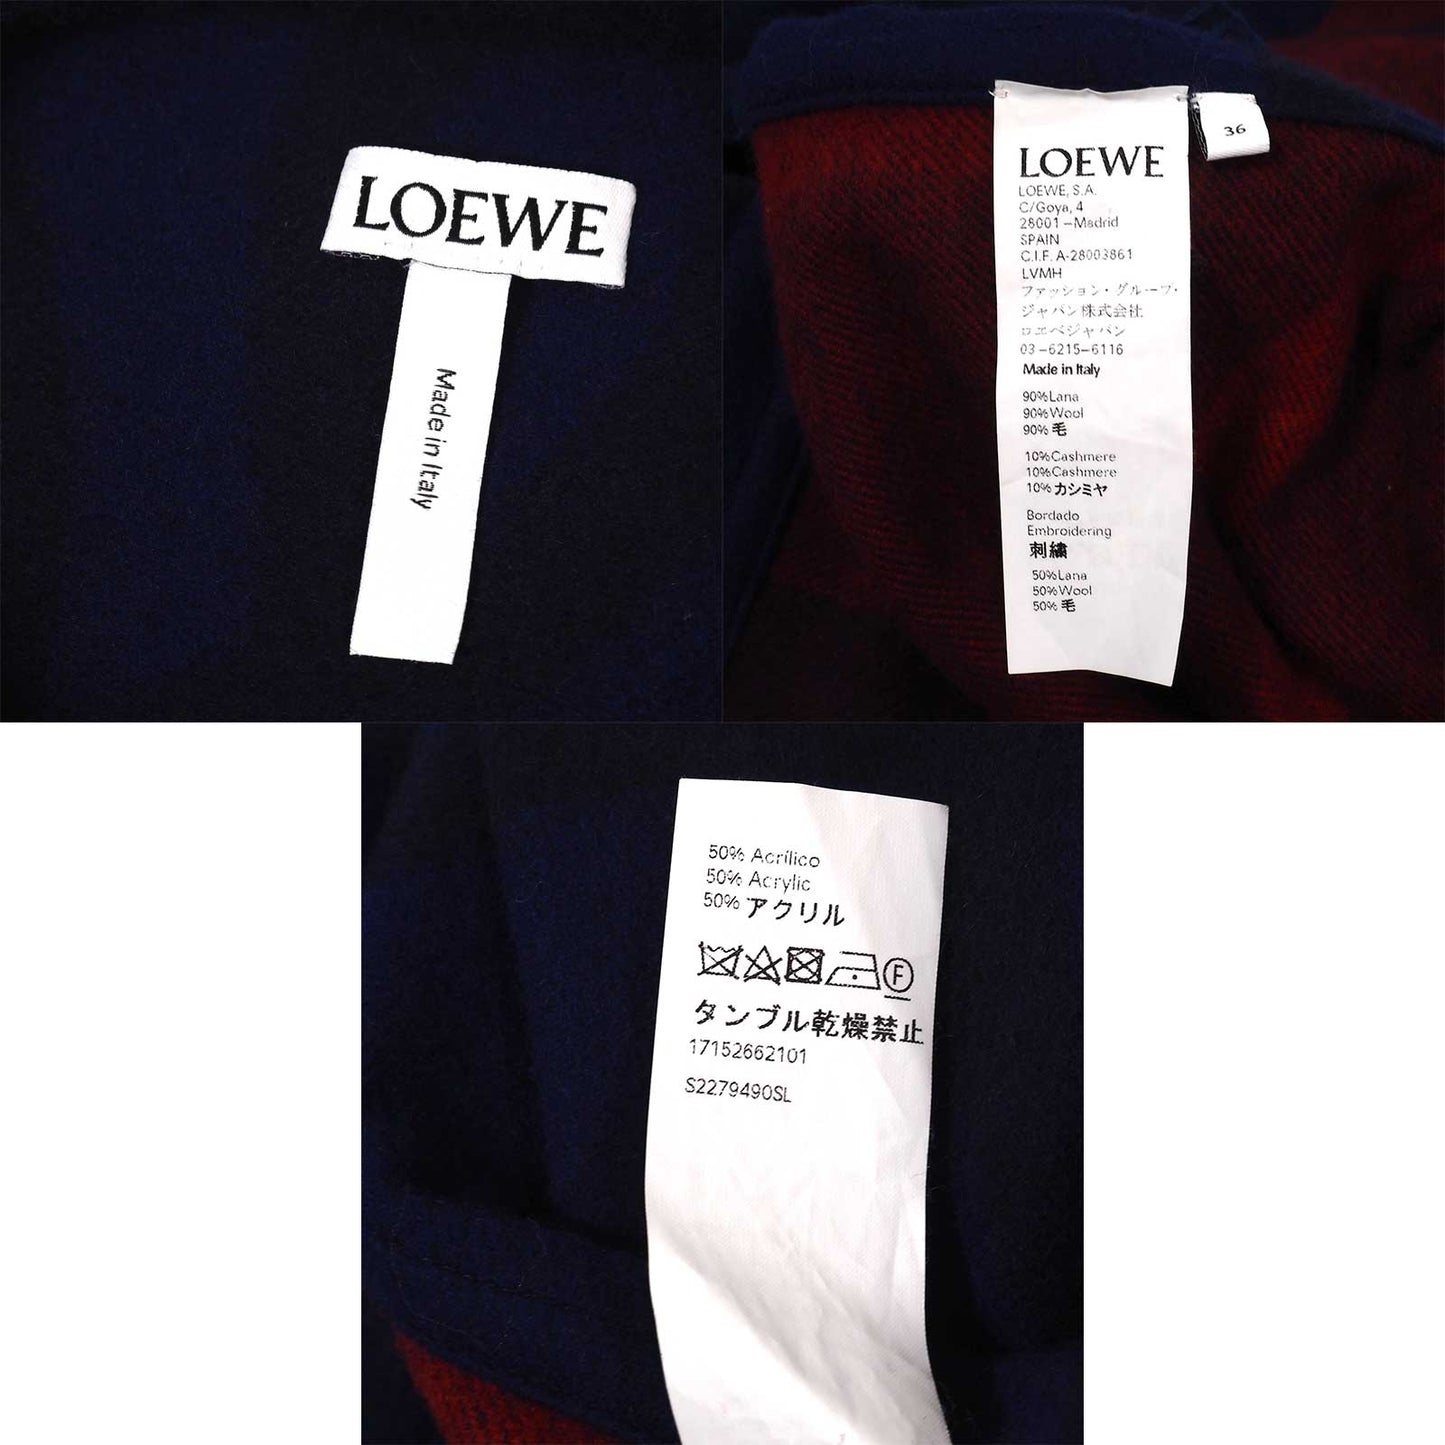 LOEWE
Made in Italy
36
LOEWE
LOEWE, S.A.
C/Goya, 4
28001 –Madrid
SPAIN
C.I.F. A-28003861
LVMH
ファッション・グループ・
ジャパン株式会社
ロエベジャパン
03 –6215–6116
Made in Italy
90%Lana
90%Wool
90% 毛
10%Cashmere
10%Cashmere
10% カシミヤ
Bordado
Embroidering
刺繍
50%Lana
50%Wool
50% 毛
50% Acrílico
50% Acrylic
50% アクリル
F
タンブル乾燥禁止
17152662101
S2279490SL